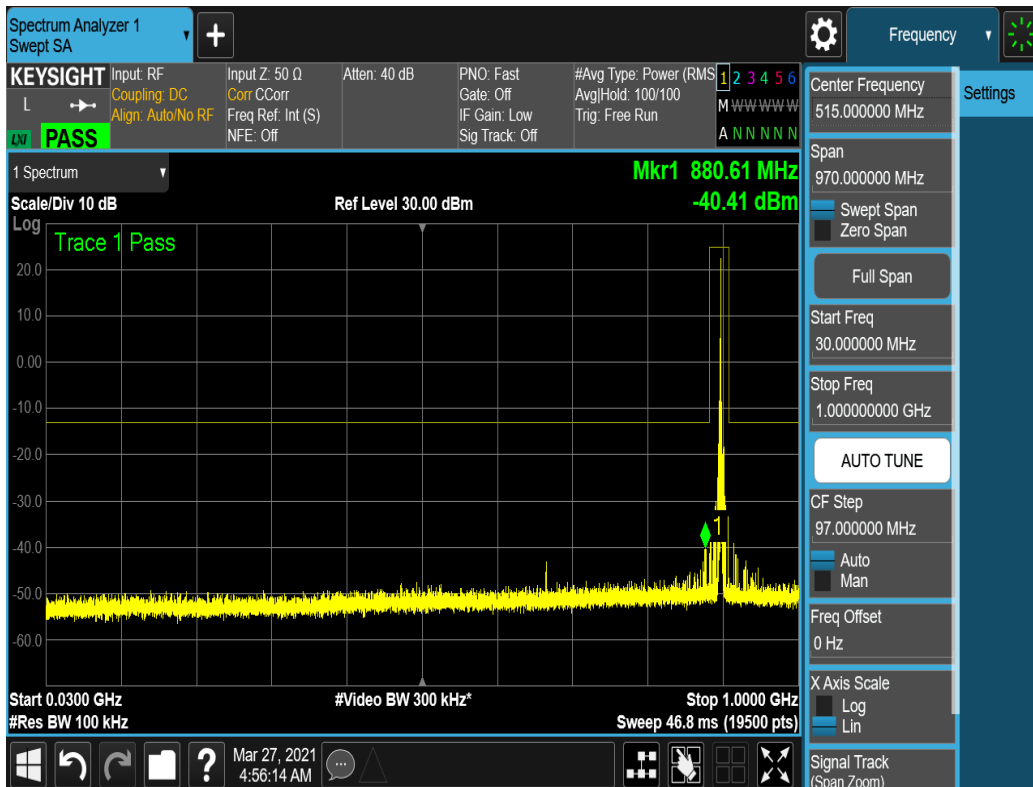 Spectrum Analyzer 1
Swept SA
Frequency
KEYSIGHT
L
LXI PASS
Input: RF
Coupling: DC
Align: Auto/No RF
Input Z: 50 Ω
Corr CCorr
Freq Ref: Int (S)
NFE: Off
Atten: 40 dB
PNO: Fast
Gate: Off
IF Gain: Low
Sig Track: Off
#Avg Type: Power (RMS
Avg|Hold: 100/100
Trig: Free Run
1 2 3 4 5 6
M W W W W W
A N N N N N
1 Spectrum
Mkr1 880.61 MHz
-40.41 dBm
Scale/Div 10 dB
Ref Level 30.00 dBm
Log
Trace 1 Pass
20.0
10.0
0.00
-10.0
-20.0
-30.0
-40.0
-50.0
-60.0
1
Start 0.0300 GHz
#Video BW 300 kHz*
Stop 1.0000 GHz
#Res BW 100 kHz
Sweep 46.8 ms (19500 pts)
?
Mar 27, 2021
4:56:14 AM
Center Frequency
515.000000 MHz
Settings
Span
970.000000 MHz
Swept Span
Zero Span
Full Span
Start Freq
30.000000 MHz
Stop Freq
1.000000000 GHz
AUTO TUNE
CF Step
97.000000 MHz
Auto
Man
Freq Offset
0 Hz
X Axis Scale
Log
Lin
Signal Track
(Span Zoom)